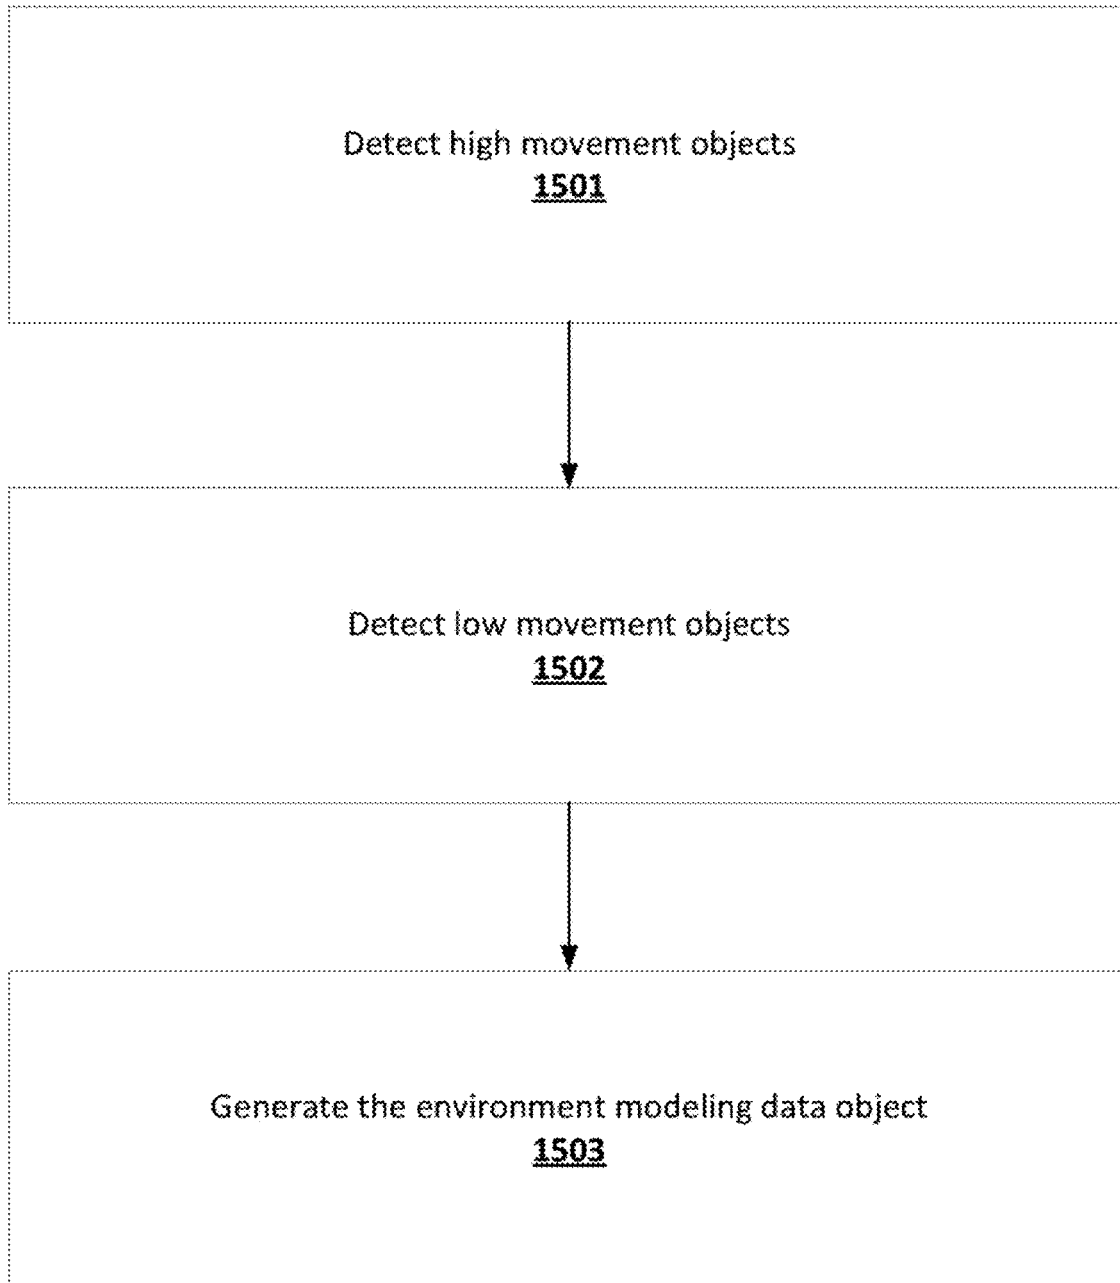 Detect high movement objects
1501
Detect low movement objects
1502
Generate the environment modeling data object
1503